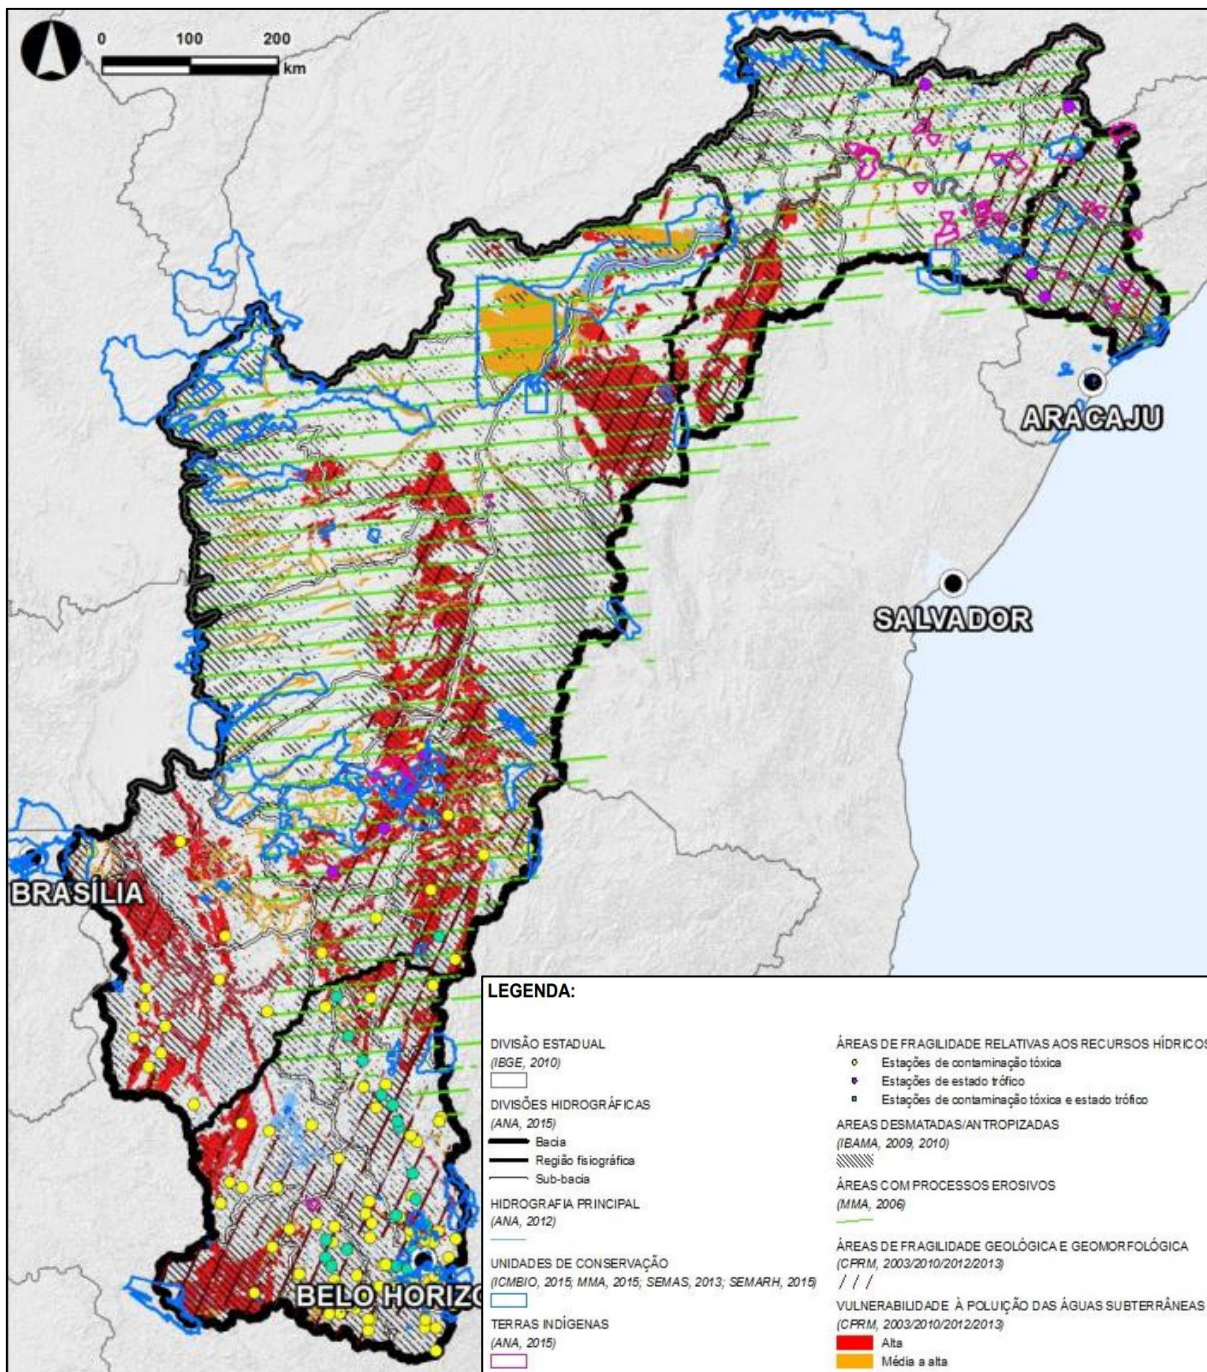 0 100 200
km
ARACAJU
SALVADOR
BRASÍLIA
BELO HORIZO
LEGENDA:
DIVISÃO ESTADUAL
(IBGE, 2010)
DIVISÕES HIDROGRÁFICAS
(ANA, 2015)
Bacia
Região fisiográfica
Sub-bacia
HIDROGRAFIA PRINCIPAL
(ANA, 2012)
UNIDADES DE CONSERVAÇÃO
(ICMBIO, 2015; MMA, 2015; SEMAS, 2013; SEMARH, 2015)
TERRAS INDÍGENAS
(ANA, 2015)
ÁREAS DE FRAGILIDADE RELATIVAS AOS RECURSOS HÍDRICOS
Estações de contaminação tóxica
Estações de estado trófico
Estações de contaminação tóxica e estado trófico
AREAS DESMATADAS/ANTROPIZADAS
(IBAMA, 2009, 2010)
ÁREAS COM PROCESSOS EROSIVOS
(MMA, 2006)
ÁREAS DE FRAGILIDADE GEOLÓGICA E GEOMORFOLÓGICA
(CPRM, 2003/2010/2012/2013)
VULNERABILIDADE À POLUIÇÃO DAS ÁGUAS SUBTERRÂNEAS
(CPRM, 2003/2010/2012/2013)
Alta
Média a alta